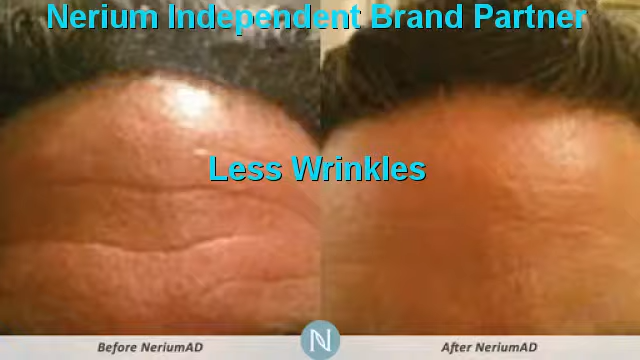 Nerium Independent Brand Partner
Less Wrinkles
Before NeriumAD
N
After NeriumAD